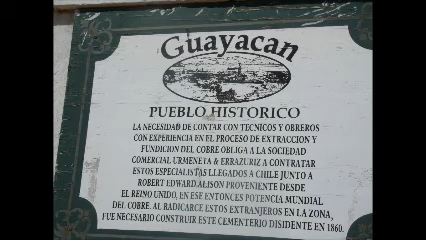 Guayacan
PUEBLO HISTORICO
LA NECESIDAD DE CONTAR CON TECNICOS Y OBREROS
CON EXPERIENCIA EN EL PROCESO DE EXTRACCION Y
FUNDICION DEL COBRE OBLIGA A LA SOCIEDAD
COMERCIAL URMENETA & ERRAZURIZ A CONTRATAR
ESTOS ESPECIALISTAS LLEGADOS A CHILE JUNTO A
ROBERT EDWARD ALISON PROVENIENTE DESDE
EL REINO UNIDO, EN ESE ENTONCES POTENCIA MUNDIAL
DEL COBRE. AL RADICARCE ESTOS EXTRANJEROS EN LA ZONA,
FUE NECESARIO CONSTRUIR ESTE CEMENTERIO DISIDENTE EN 1860.